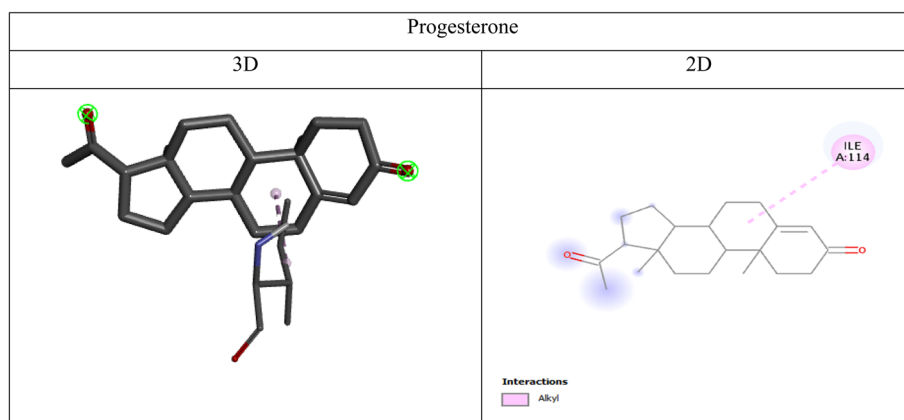 Progesterone
3D
2D
ILE
A:114
O
O
Interactions
Alkyl